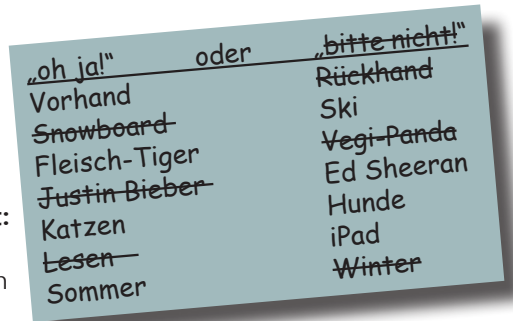 „oh ja!“ oder „bitte nicht!“
Vorhand Rückhand
Snowboard Ski
Fleisch-Tiger Vegi-Panda
Justin Bieber Ed Sheeran
Katzen Hunde
Lesen iPad
Sommer Winter